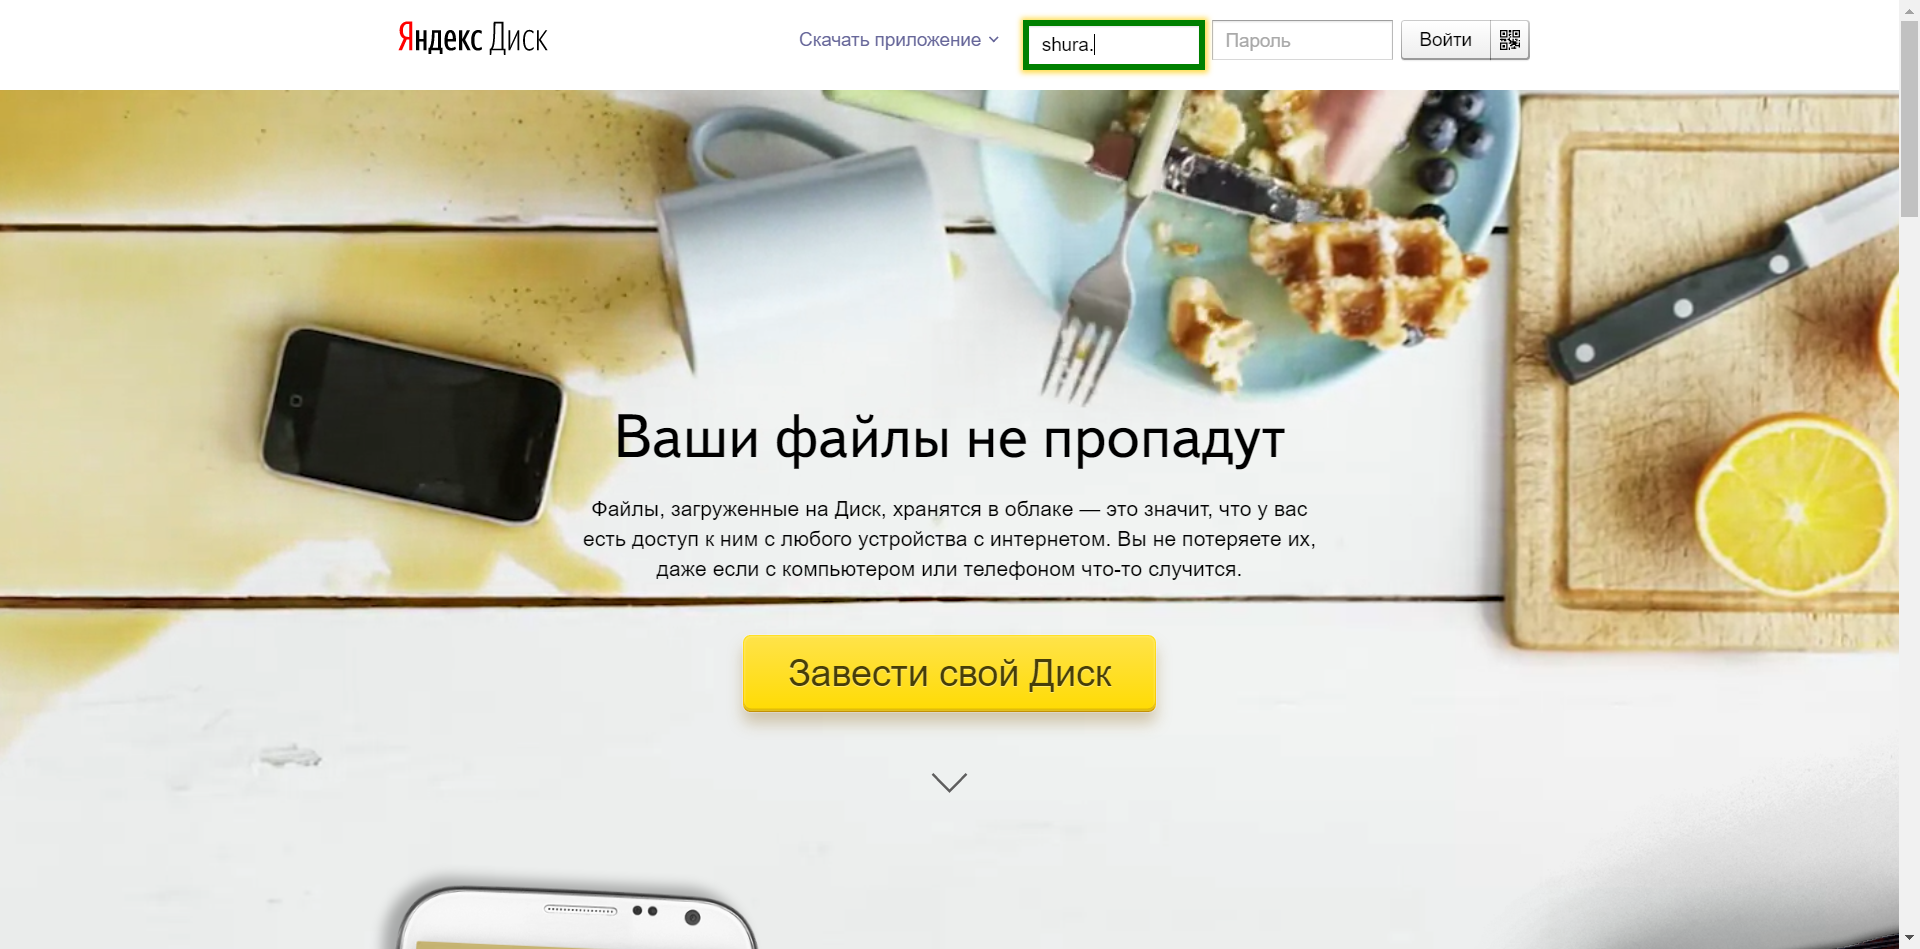 Яндекс Диск
Скачать приложение
shura.
Пароль
Войти
Ваши файлы не пропадут
Файлы, загруженные на Диск, хранятся в облаке — это значит, что у вас
есть доступ к ним с любого устройства с интернетом. Вы не потеряете их,
даже если с компьютером или телефоном что-то случится.
Завести свой Диск